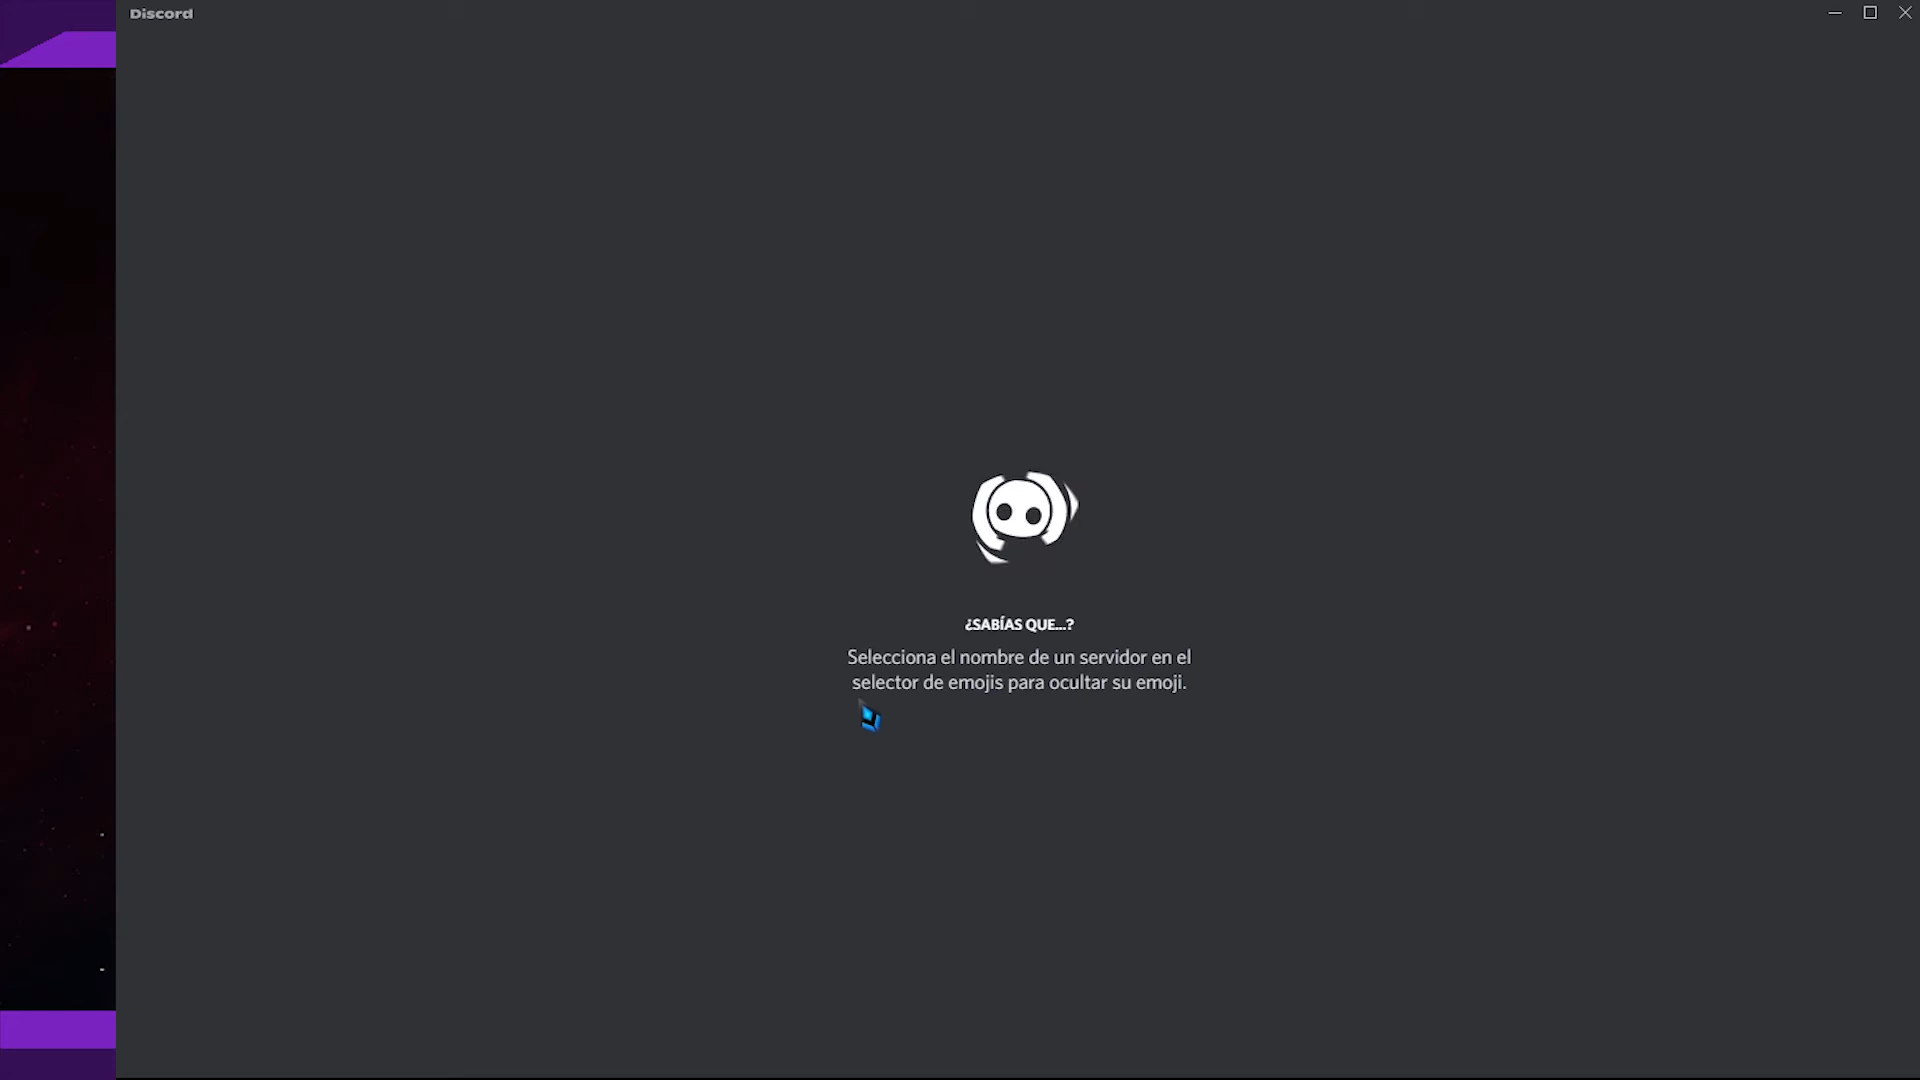 Discord
¿SABÍAS QUE...?
Selecciona el nombre de un servidor en el
selector de emojis para ocultar su emoji.